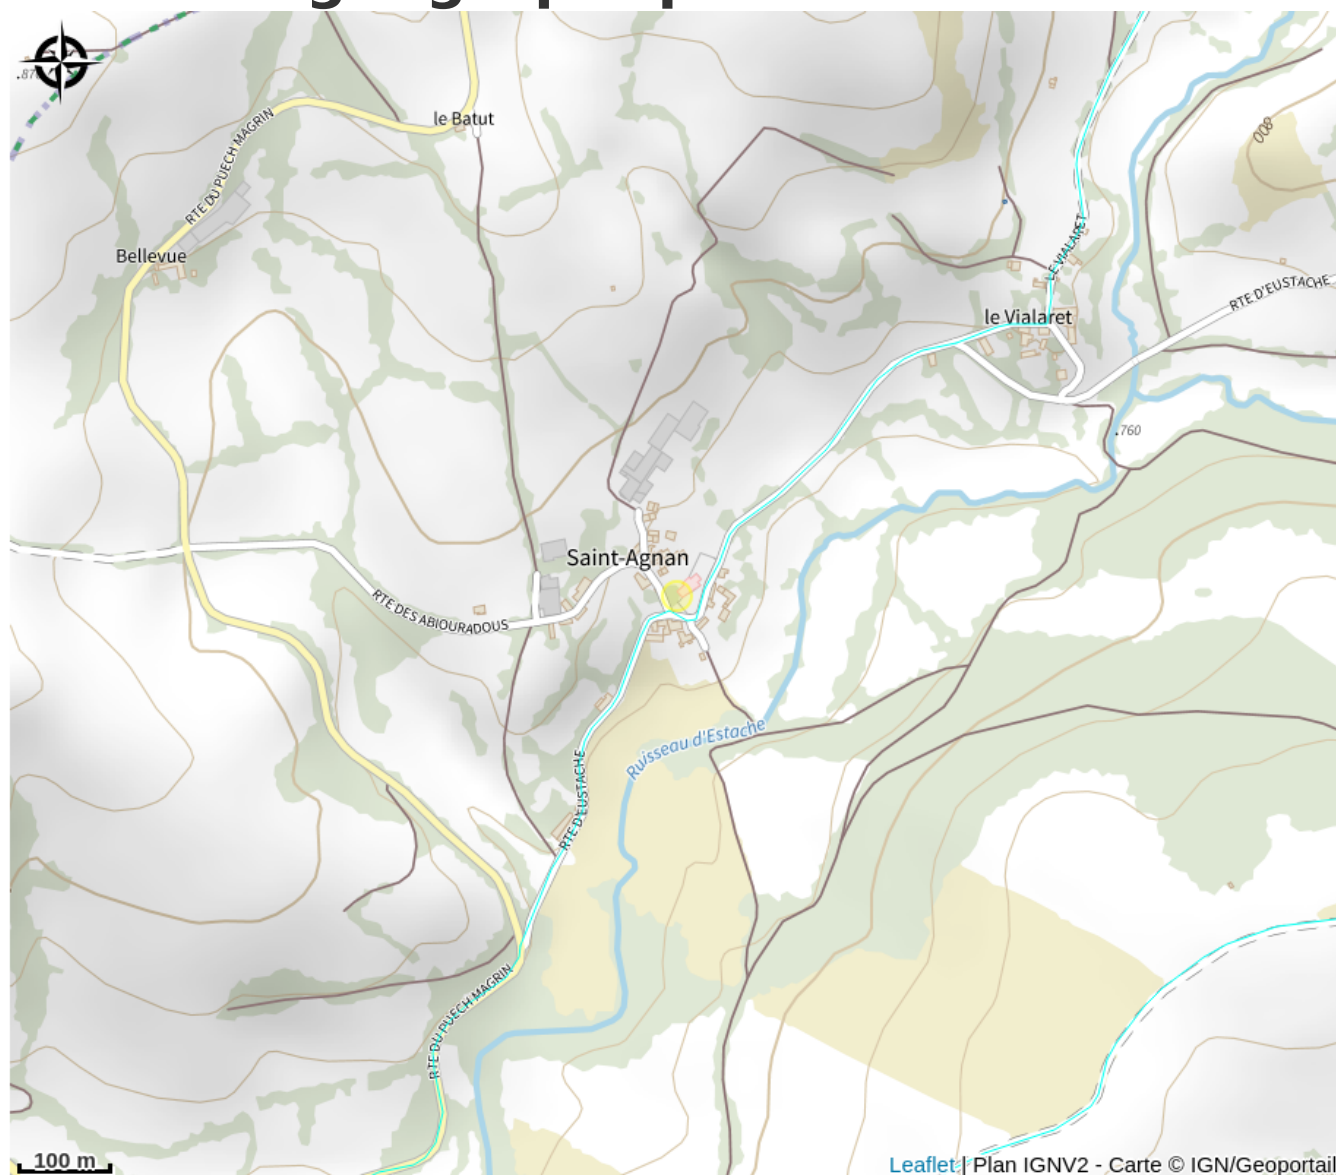 le Batut
RTE DU PUECH MAGRIN
Bellevue
800
LE VIALARET
le Vialaret
RTE D'EUSTACHE
.760
Saint-Agnan
RTE DES ABIOURADOUS
Ruisseau d'Estache
RTE D'EUSTACHE
RTE DU PUECH MAGRIN
100 m
Leaflet | Plan IGNV2 - Carte © IGN/Geoportail